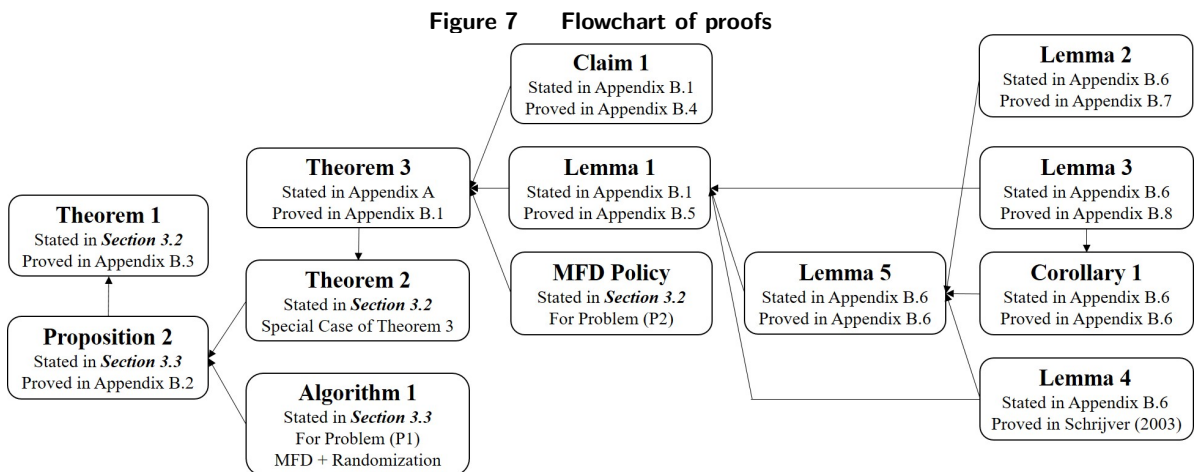 Figure 7 Flowchart of proofs
Theorem 1
Stated in Section 3.2
Proved in Appendix B.3
Proposition 2
Stated in Section 3.3
Proved in Appendix B.2
Theorem 3
Stated in Appendix A
Proved in Appendix B.1
Theorem 2
Stated in Section 3.2
Special Case of Theorem 3
Algorithm 1
Stated in Section 3.3
For Problem (P1)
MFD + Randomization
Claim 1
Stated in Appendix B.1
Proved in Appendix B.4
Lemma 1
Stated in Appendix B.1
Proved in Appendix B.5
MFD Policy
Stated in Section 3.2
For Problem (P2)
Lemma 5
Stated in Appendix B.6
Proved in Appendix B.6
Lemma 2
Stated in Appendix B.6
Proved in Appendix B.7
Lemma 3
Stated in Appendix B.6
Proved in Appendix B.8
Corollary 1
Stated in Appendix B.6
Proved in Appendix B.6
Lemma 4
Stated in Appendix B.6
Proved in Schrijver (2003)